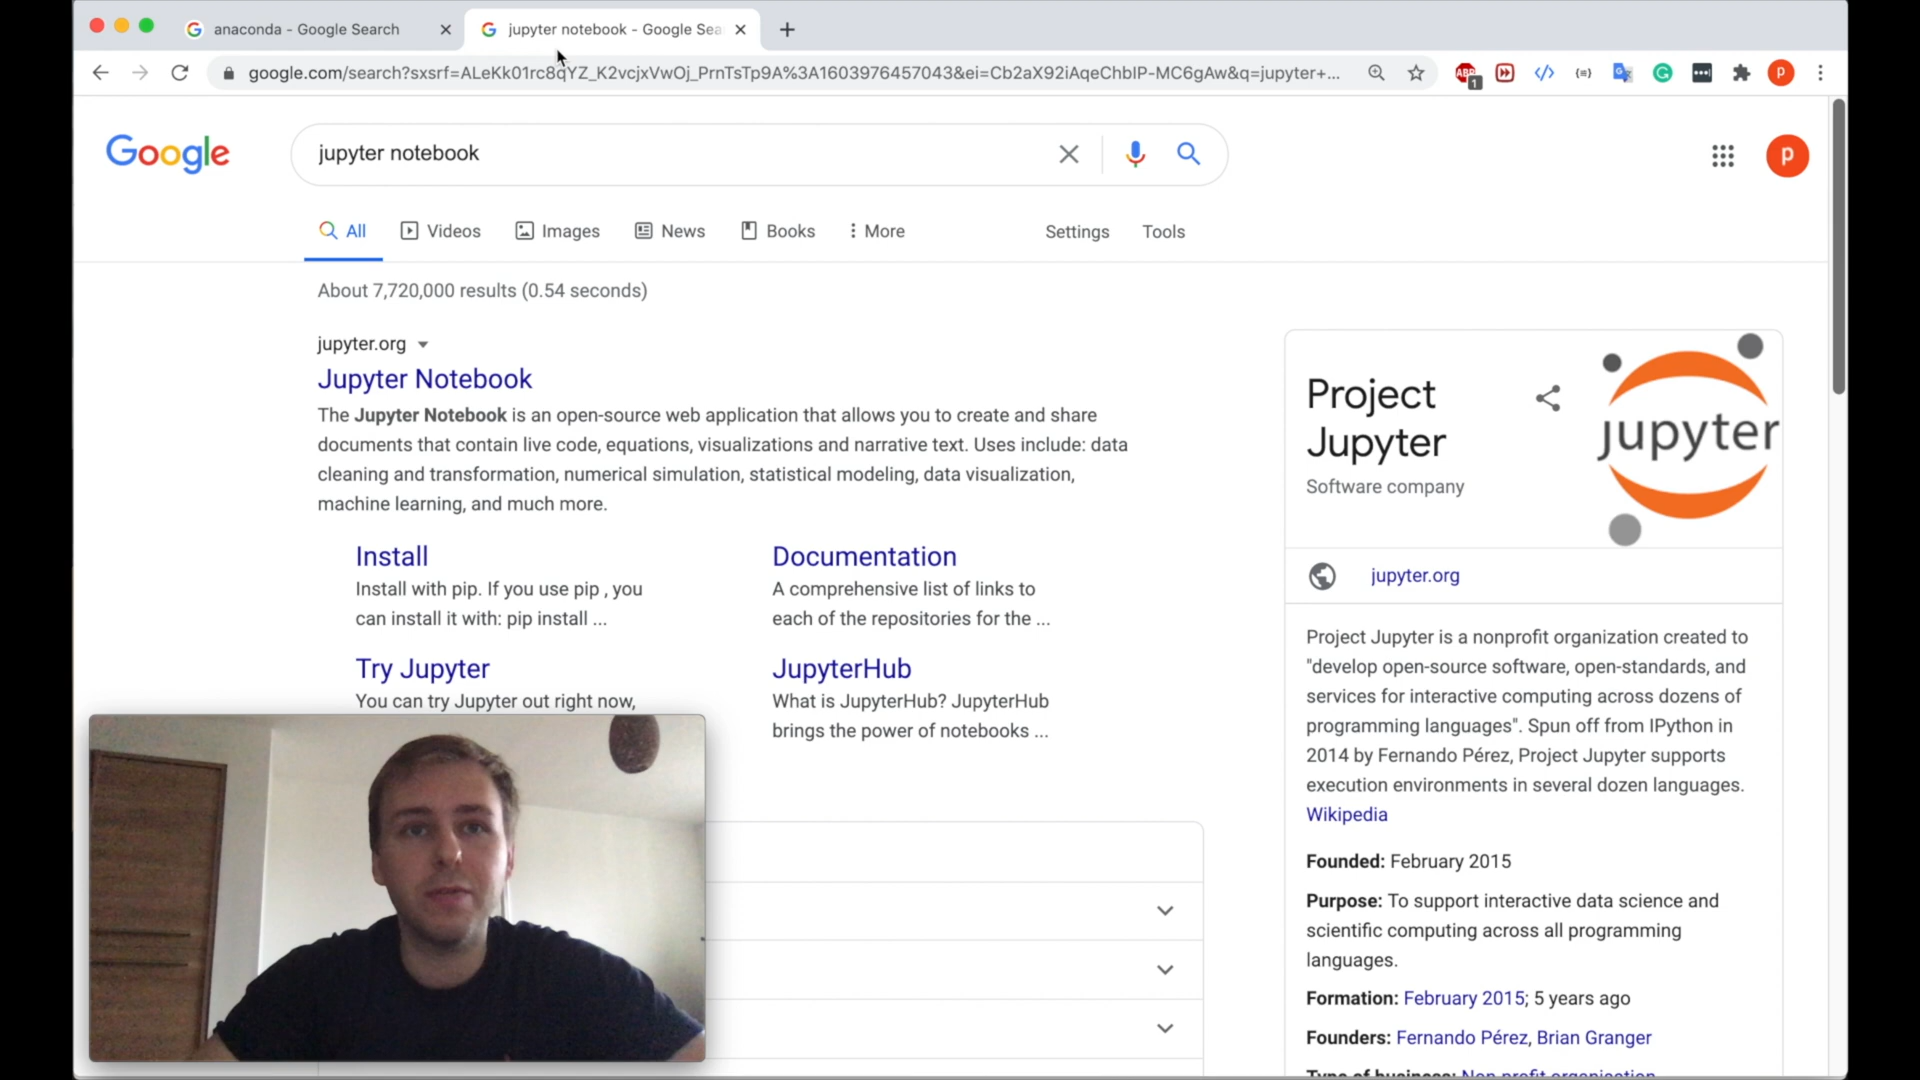 anaconda - Google Search
jupyter notebook - Google Sea
google.com/search?sxsrf=ALeKk01rc8qYZ_K2vcjxVwOj_PrnTsTp9A%3A1603976457043&ei=Cb2aX92iAqeChbIP-MC6gAw&q=jupyter+...
ABP
1
p
Google
jupyter notebook
p
All
Videos
Images
News
Books
More
Settings
Tools
About 7,720,000 results (0.54 seconds)
jupyter.org
Jupyter Notebook
The Jupyter Notebook is an open-source web application that allows you to create and share
documents that contain live code, equations, visualizations and narrative text. Uses include: data
cleaning and transformation, numerical simulation, statistical modeling, data visualization,
machine learning, and much more.
Install
Install with pip. If you use pip , you
can install it with: pip install ...
Documentation
A comprehensive list of links to
each of the repositories for the ...
Try Jupyter
You can try Jupyter out right now,
JupyterHub
What is JupyterHub? JupyterHub
brings the power of notebooks ...
Project
Jupyter
Software company
jupyter
jupyter.org
Project Jupyter is a nonprofit organization created to
"develop open-source software, open-standards, and
services for interactive computing across dozens of
programming languages". Spun off from IPython in
2014 by Fernando Pérez, Project Jupyter supports
execution environments in several dozen languages.
Wikipedia
Founded: February 2015
Purpose: To support interactive data science and
scientific computing across all programming
languages.
Formation: February 2015; 5 years ago
Founders: Fernando Pérez, Brian Granger
Type of business: Non profit organisation